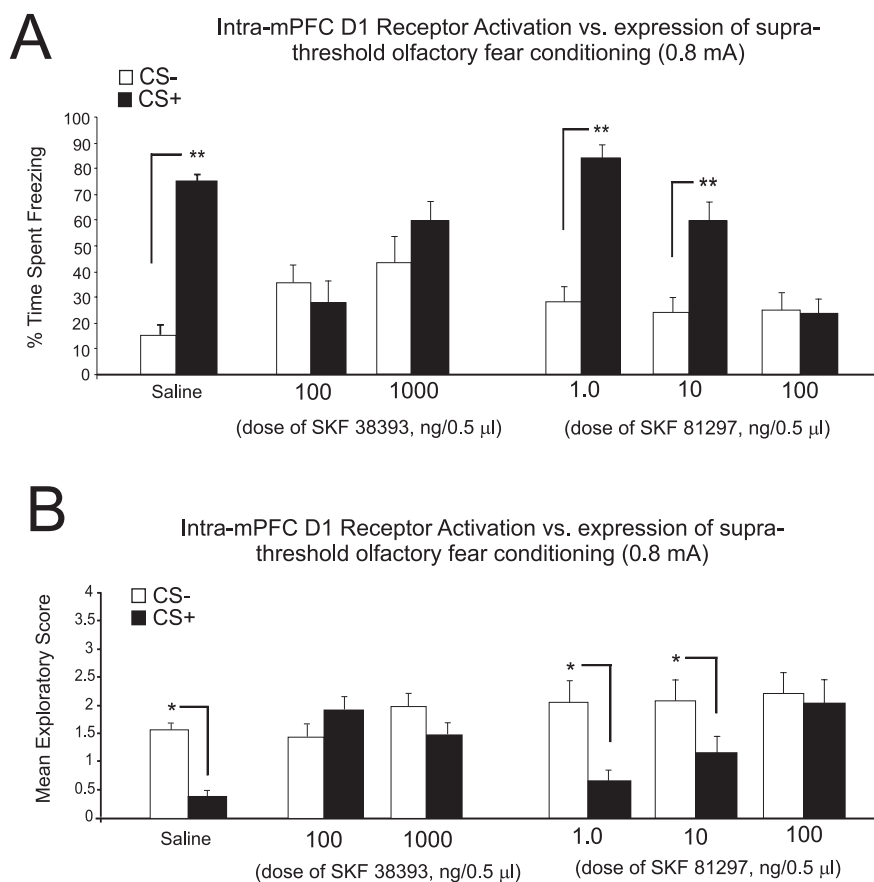 A
Intra-mPFC D1 Receptor Activation vs. expression of supra-
threshold olfactory fear conditioning (0.8 mA)
CS-
CS+
% Time Spent Freezing
100
90
80
70
60
50
40
30
20
10
0
**
**
**
Saline
100
1000
1.0
10
100
(dose of SKF 38393, ng/0.5 µl)
(dose of SKF 81297, ng/0.5 µl)
B
Intra-mPFC D1 Receptor Activation vs. expression of supra-
threshold olfactory fear conditioning (0.8 mA)
CS-
CS+
Mean Exploratory Score
4
3.5
3
2.5
2
1.5
1
0.5
0
*
*
*
Saline
100
1000
1.0
10
100
(dose of SKF 38393, ng/0.5 µl)
(dose of SKF 81297, ng/0.5 µl)